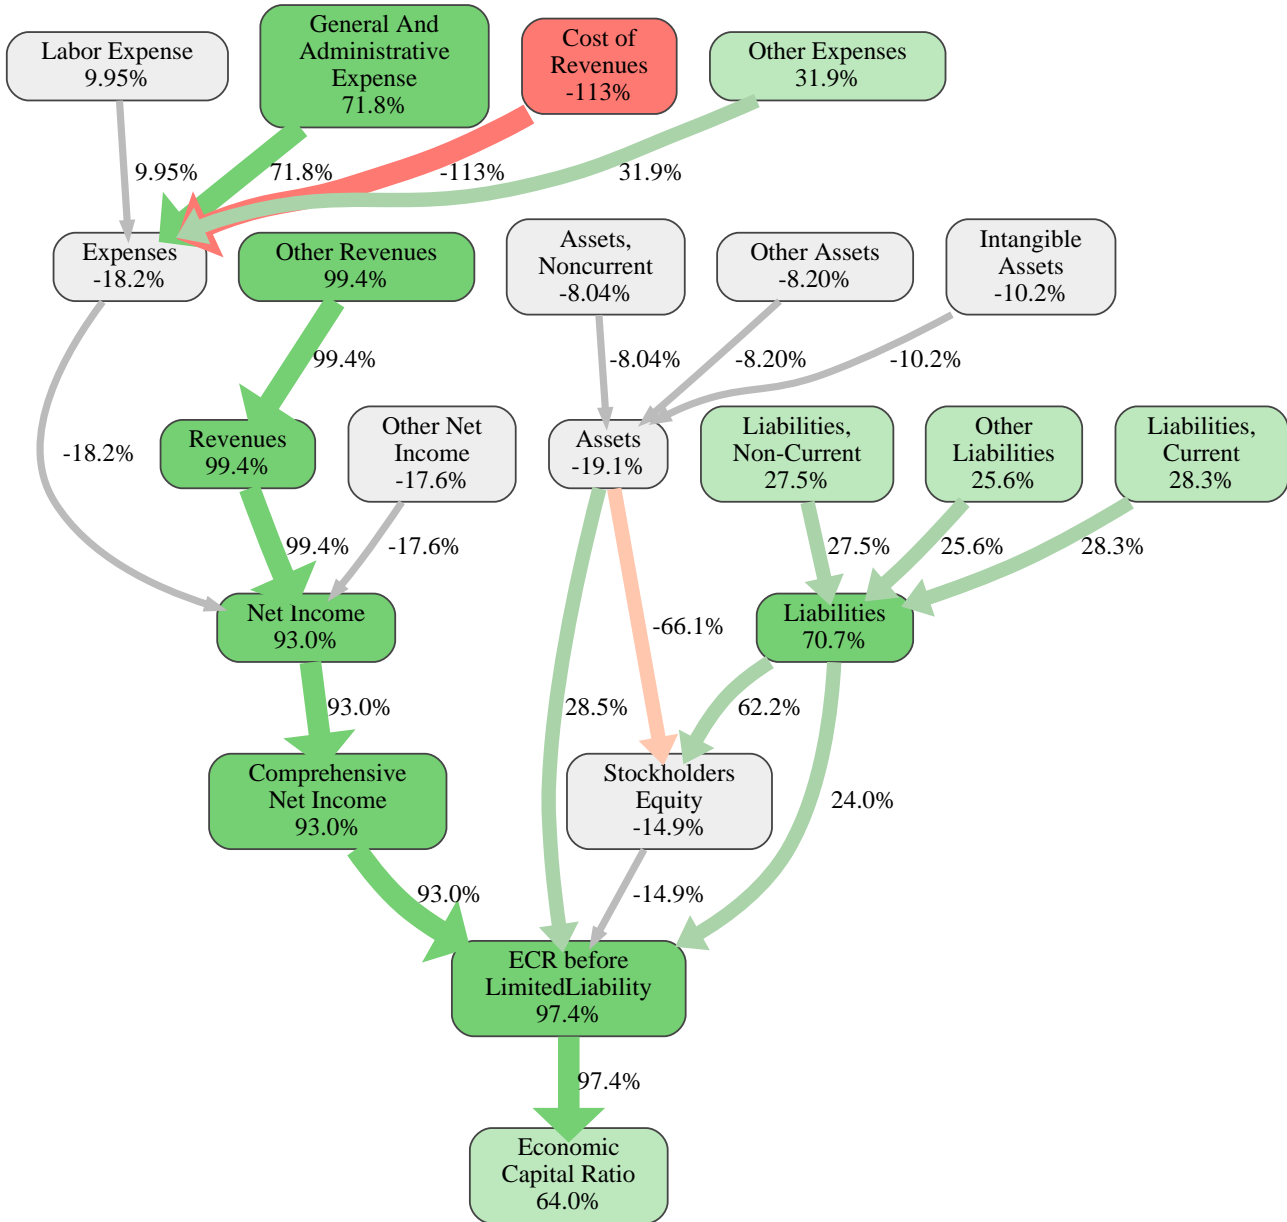 Labor Expense
9.95%
General And
Administrative
Expense
71.8%
Cost of
Revenues
-113%
Other Expenses
31.9%
9.95%
71.8%
-113%
31.9%
Expenses
-18.2%
Other Revenues
99.4%
Assets,
Noncurrent
-8.04%
Other Assets
-8.20%
Intangible
Assets
-10.2%
99.4%
-8.04%
-8.20%
-10.2%
-18.2%
Revenues
99.4%
Other Net
Income
-17.6%
Assets
-19.1%
Liabilities,
Non-Current
27.5%
Other
Liabilities
25.6%
Liabilities,
Current
28.3%
99.4%
-17.6%
27.5%
25.6%
28.3%
Net Income
93.0%
-66.1%
Liabilities
70.7%
93.0%
28.5%
62.2%
Comprehensive
Net Income
93.0%
Stockholders
Equity
-14.9%
24.0%
93.0%
-14.9%
ECR before
LimitedLiability
97.4%
97.4%
Economic
Capital Ratio
64.0%